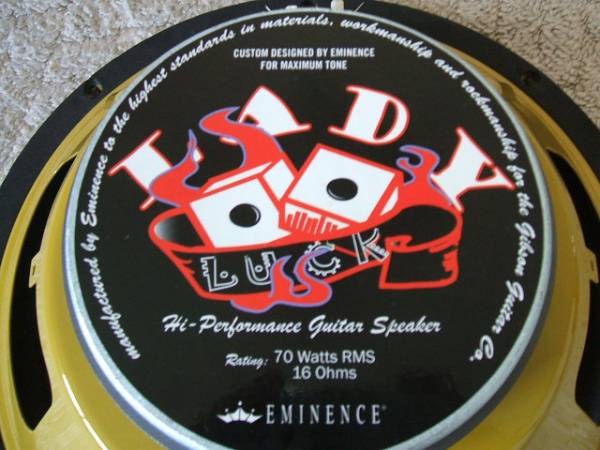 manufactured by Eminence to the highest standards in materials, workmanship and rockmanship for the Gibson Guitar Co.
CUSTOM DESIGNED BY EMINENCE
FOR MAXIMUM TONE
LADY
LUCK
Hi-Performance Guitar Speaker
Rating: 70 Watts RMS
16 Ohms
EMINENCE®